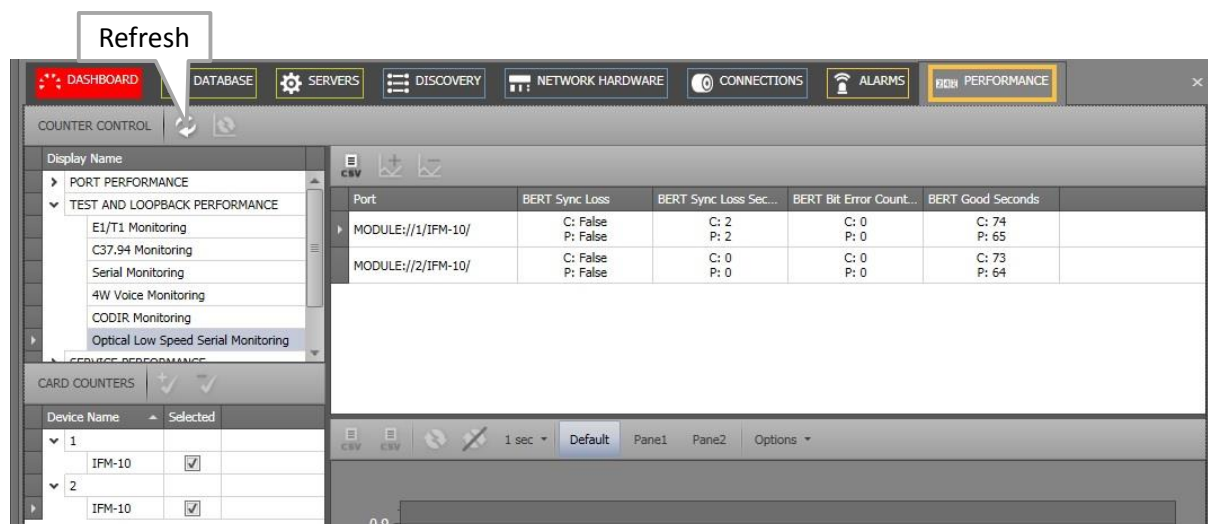 Refresh
DASHBOARD DATABASE SERVERS DISCOVERY NETWORK HARDWARE CONNECTIONS ALARMS PERFORMANCE
COUNTER CONTROL
Display Name
PORT PERFORMANCE
TEST AND LOOPBACK PERFORMANCE
E1/T1 Monitoring
C37.94 Monitoring
Serial Monitoring
4W Voice Monitoring
CODIR Monitoring
Optical Low Speed Serial Monitoring
SERVICE PERFORMANCE
CSV
Port BERT Sync Loss BERT Sync Loss Sec... BERT Bit Error Count... BERT Good Seconds
MODULE://1/IFM-10/ C: False C: 2 C: 0 C: 74
P: False P: 2 P: 0 P: 65
MODULE://2/IFM-10/ C: False C: 0 C: 0 C: 73
P: False P: 0 P: 0 P: 64
CARD COUNTERS
Device Name Selected
1
IFM-10
2
IFM-10
CSV CSV 1 sec Default Pane1 Pane2 Options
0.9